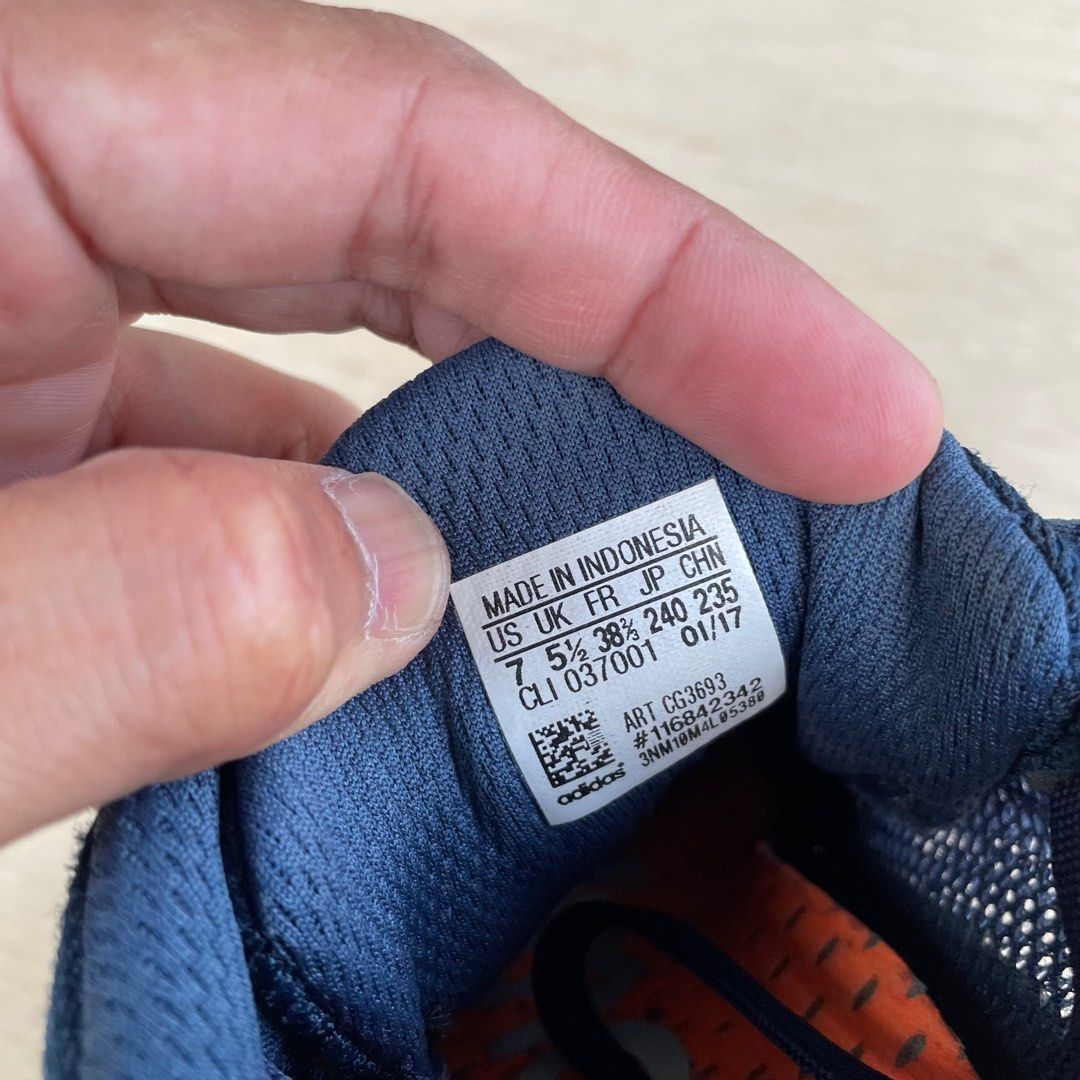 MADE IN INDONESIA
US UK FR JP CHN
7 5½ 38⅔ 240 235
CLI 037001 01/17
ART CG3693
#116842342
3NM10M4L05380
adidas